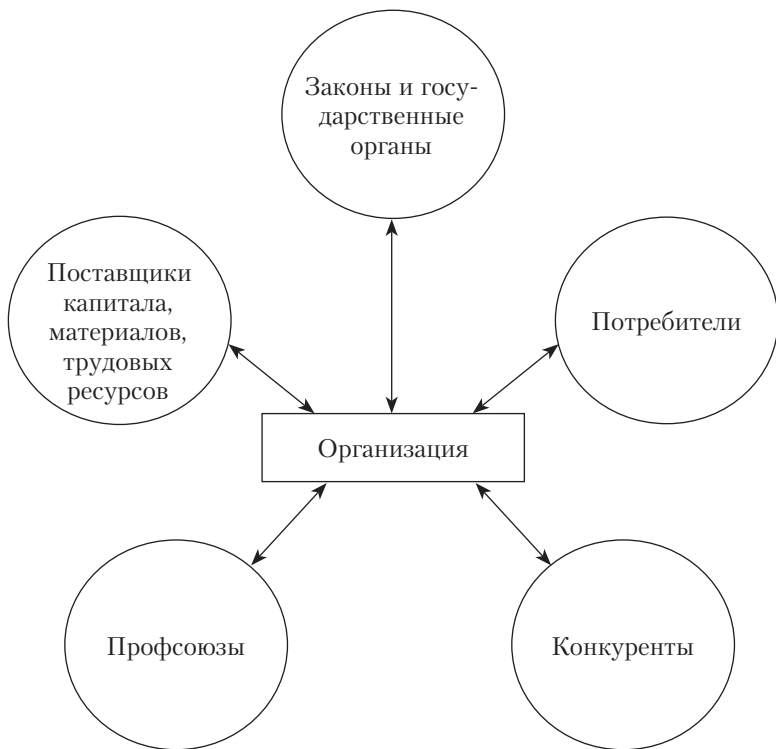 Законы и госу-
дарственные
органы
Поставщики
капитала,
материалов,
трудовых
ресурсов
Потребители
Организация
Профсоюзы
Конкуренты